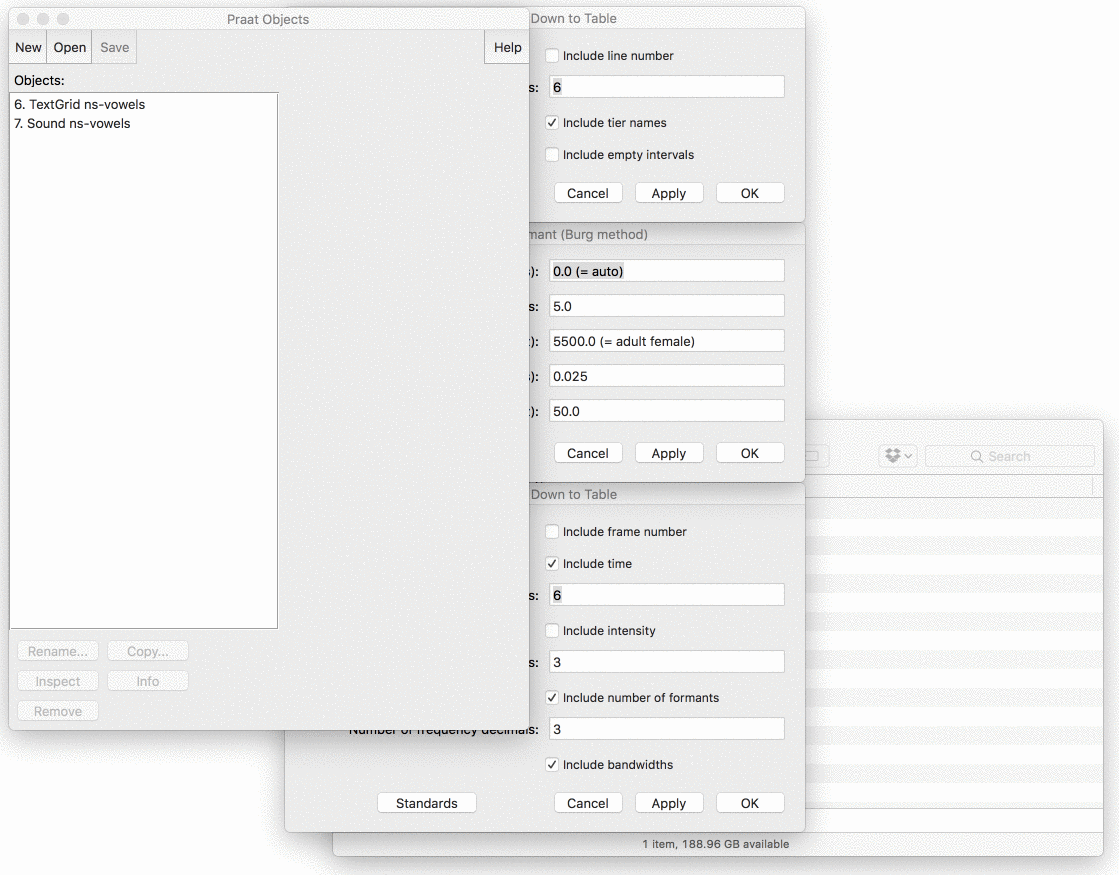 Praat Objects
New Open Save Help
Objects:
6. TextGrid ns-vowels
7. Sound ns-vowels
Rename... Copy...
Inspect Info
Remove
Down to Table
Include line number
s: 6
Include tier names
Include empty intervals
Cancel Apply OK
mant (Burg method)
s): 0.0 (= auto)
s: 5.0
): 5500.0 (= adult female)
s): 0.025
): 50.0
Cancel Apply OK
Down to Table
Include frame number
Include time
s: 6
Include intensity
s: 3
Include number of formants
Number of frequency decimals: 3
Include bandwidths
Standards Cancel Apply OK
Search
1 item, 188.96 GB available